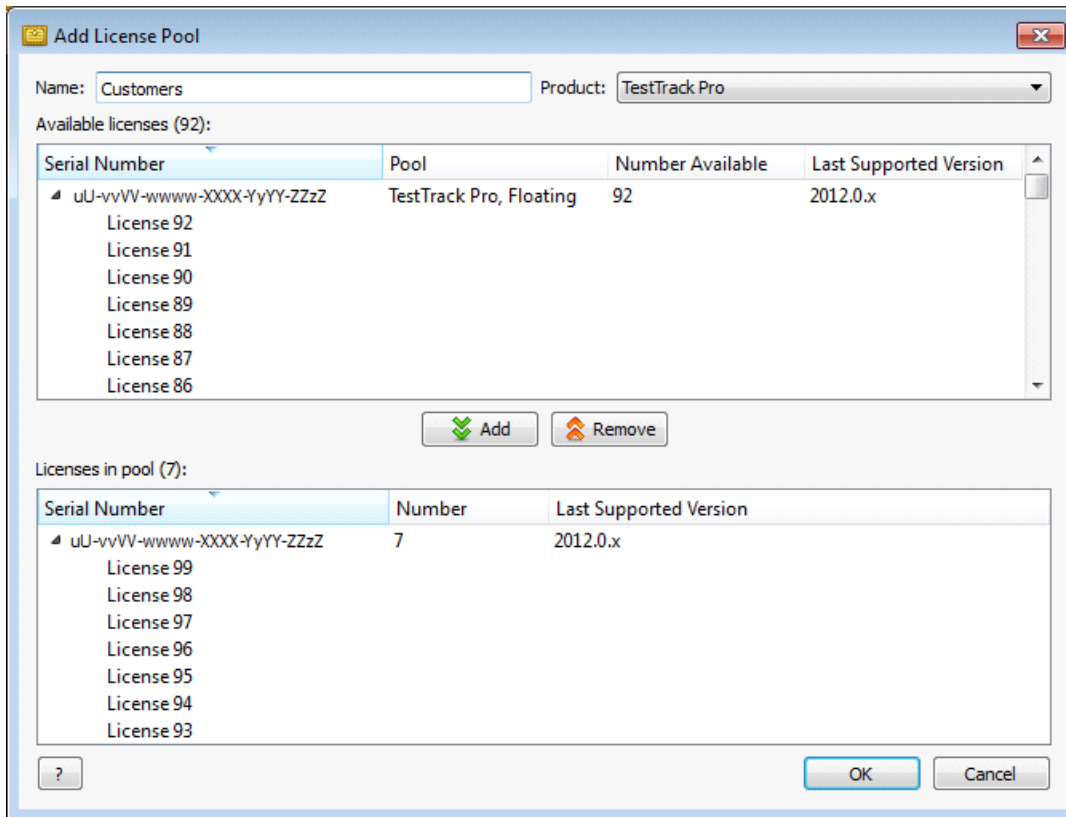 Add License Pool
Name: Customers Product: TestTrack Pro
Available licenses (92):
Serial Number Pool Number Available Last Supported Version
uU-vvVV-wwww-XXXX-YyYY-ZZzZ TestTrack Pro, Floating 92 2012.0.x
License 92
License 91
License 90
License 89
License 88
License 87
License 86
Add Remove
Licenses in pool (7):
Serial Number Number Last Supported Version
uU-vvVV-wwww-XXXX-YyYY-ZZzZ 7 2012.0.x
License 99
License 98
License 97
License 96
License 95
License 94
License 93
? OK Cancel